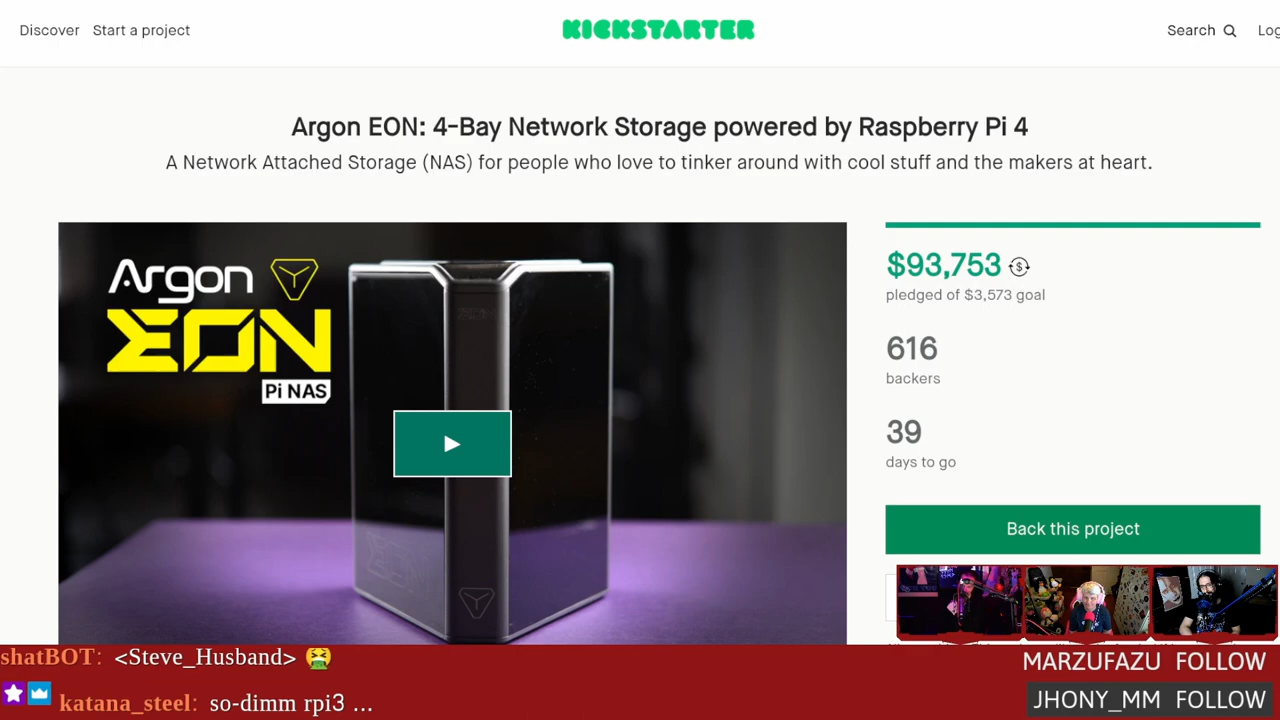 Discover Start a project KICKSTARTER Search Log
Argon EON: 4-Bay Network Storage powered by Raspberry Pi 4
A Network Attached Storage (NAS) for people who love to tinker around with cool stuff and the makers at heart.
Argon
EON
Pi NAS
$93,753
pledged of $3,573 goal
616
backers
39
days to go
Back this project
shatBOT: <Steve_Husband> 🤮
katana_steel: so-dimm rpi3 ...
MARZUFAZU FOLLOW
JHONY_MM FOLLOW